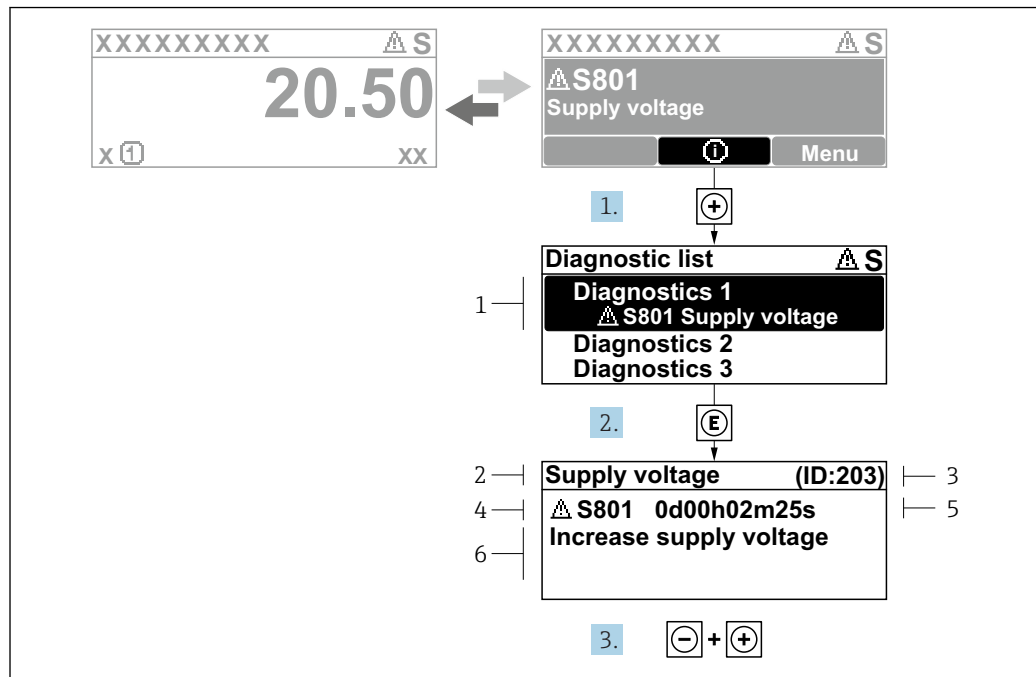 XXXXXXXXX ⚠ S
20.50
X ① XX
XXXXXXXXX ⚠ S
⚠ S801
Supply voltage
ⓘ Menu
1. +
Diagnostic list ⚠ S
1
Diagnostics 1
⚠ S801 Supply voltage
Diagnostics 2
Diagnostics 3
2. E
2 Supply voltage (ID:203) 3
4 ⚠ S801 0d00h02m25s 5
6 Increase supply voltage
3. - + +